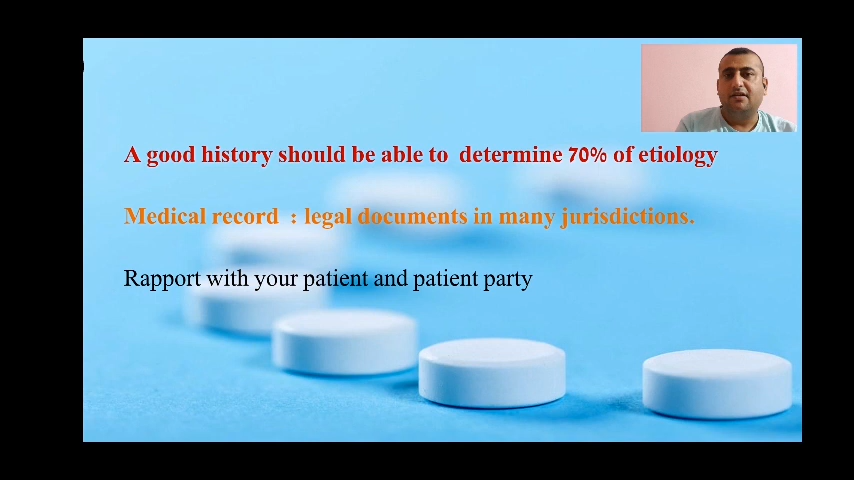 A good history should be able to determine 70% of etiology
Medical record : legal documents in many jurisdictions.
Rapport with your patient and patient party